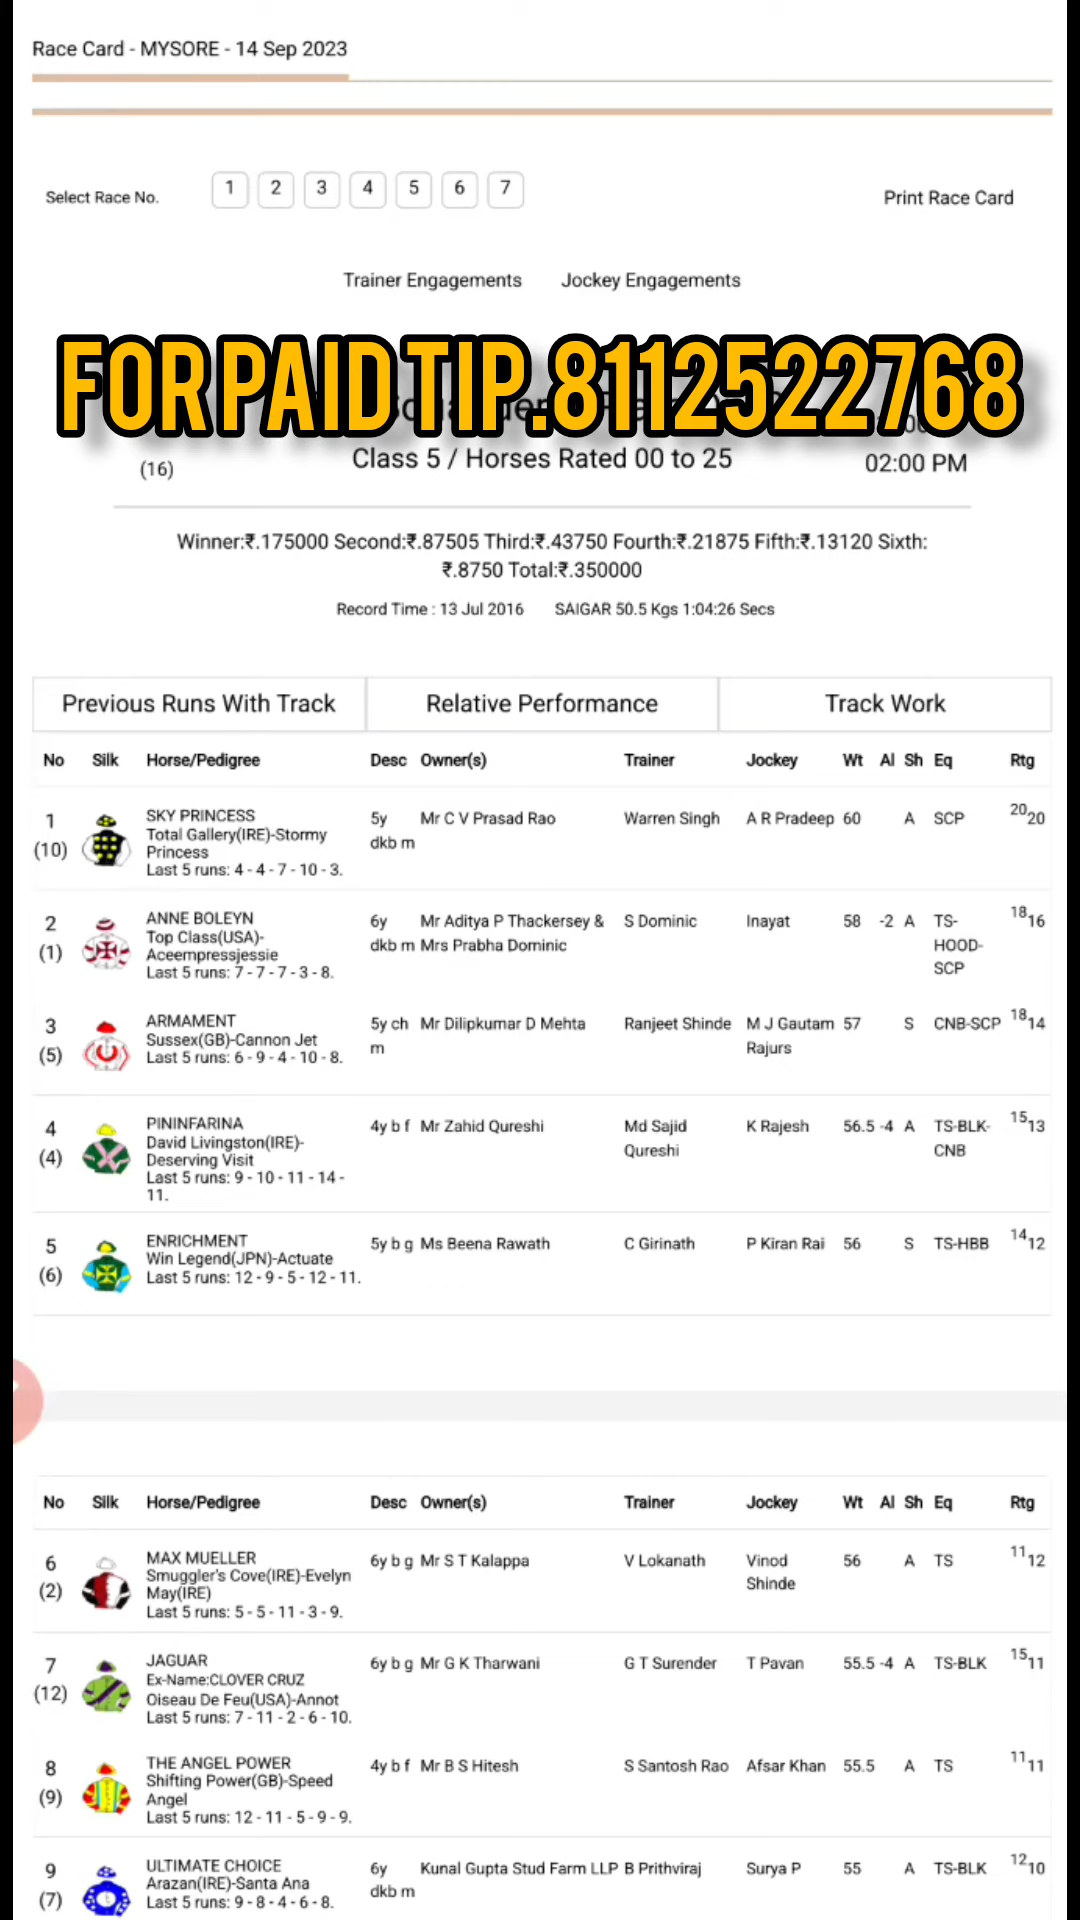 Race Card - MYSORE - 14 Sep 2023
Select Race No. 1 2 3 4 5 6 7 Print Race Card
Trainer Engagements Jockey Engagements
FOR PAID TIP.8112522768
(16) Class 5 / Horses Rated 00 to 25 02:00 PM
Winner:₹.175000 Second:₹.87505 Third:₹.43750 Fourth:₹.21875 Fifth:₹.13120 Sixth:
₹.8750 Total:₹.350000
Record Time : 13 Jul 2016 SAIGAR 50.5 Kgs 1:04:26 Secs
Previous Runs With Track Relative Performance Track Work
No Silk Horse/Pedigree Desc Owner(s) Trainer Jockey Wt Al Sh Eq Rtg
1 SKY PRINCESS 5y Mr C V Prasad Rao Warren Singh A R Pradeep 60 A SCP 20 20
(10) Total Gallery(IRE)-Stormy dkb m
Princess
Last 5 runs: 4 - 4 - 7 - 10 - 3.
2 ANNE BOLEYN 6y Mr Aditya P Thackersey & S Dominic Inayat 58 -2 A TS- 18 16
(1) Top Class(USA)- dkb m Mrs Prabha Dominic HOOD-
Aceempressjessie SCP
Last 5 runs: 7 - 7 - 7 - 3 - 8.
3 ARMAMENT 5y ch Mr Dilipkumar D Mehta Ranjeet Shinde M J Gautam 57 S CNB-SCP 18 14
(5) Sussex(GB)-Cannon Jet m Rajurs
Last 5 runs: 6 - 9 - 4 - 10 - 8.
4 PININFARINA 4y b f Mr Zahid Qureshi Md Sajid K Rajesh 56.5 -4 A TS-BLK- 15 13
(4) David Livingston(IRE)- Qureshi CNB
Deserving Visit
Last 5 runs: 9 - 10 - 11 - 14 -
11.
5 ENRICHMENT 5y b g Ms Beena Rawath C Girinath P Kiran Rai 56 S TS-HBB 14 12
(6) Win Legend(JPN)-Actuate
Last 5 runs: 12 - 9 - 5 - 12 - 11.
No Silk Horse/Pedigree Desc Owner(s) Trainer Jockey Wt Al Sh Eq Rtg
6 MAX MUELLER 6y b g Mr S T Kalappa V Lokanath Vinod 56 A TS 11 12
(2) Smuggler's Cove(IRE)-Evelyn Shinde
May(IRE)
Last 5 runs: 5 - 5 - 11 - 3 - 9.
7 JAGUAR 6y b g Mr G K Tharwani G T Surender T Pavan 55.5 -4 A TS-BLK 15 11
(12) Ex-Name:CLOVER CRUZ
Oiseau De Feu(USA)-Annot
Last 5 runs: 7 - 11 - 2 - 6 - 10.
8 THE ANGEL POWER 4y b f Mr B S Hitesh S Santosh Rao Afsar Khan 55.5 A TS 11 11
(9) Shifting Power(GB)-Speed
Angel
Last 5 runs: 12 - 11 - 5 - 9 - 9.
9 ULTIMATE CHOICE 6y Kunal Gupta Stud Farm LLP B Prithviraj Surya P 55 A TS-BLK 12 10
(7) Arazan(IRE)-Santa Ana dkb m
Last 5 runs: 9 - 8 - 4 - 6 - 8.